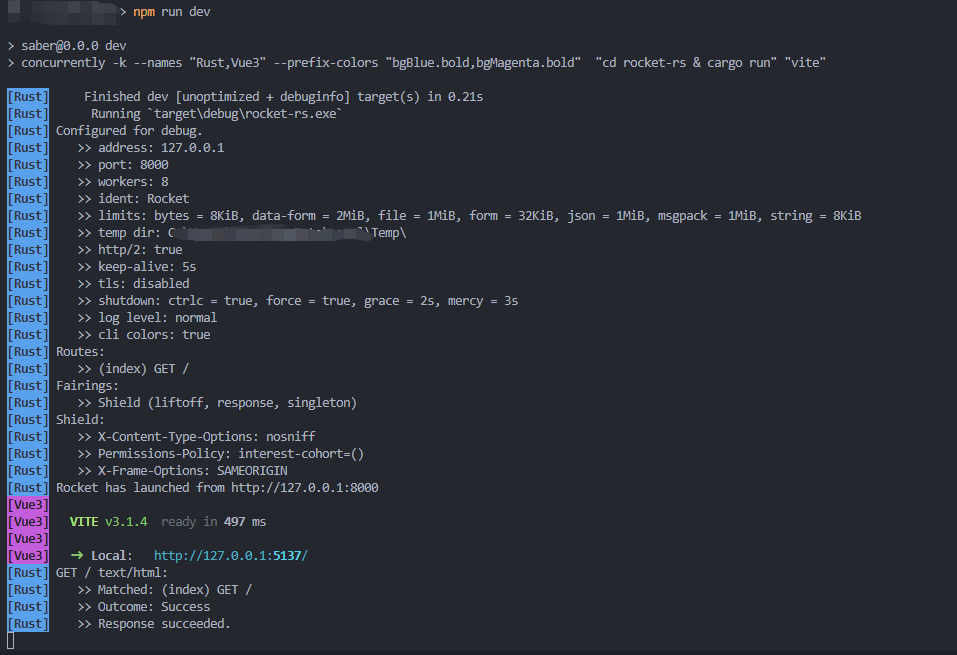 > npm run dev
> saber@0.0.0 dev
> concurrently -k --names "Rust,Vue3" --prefix-colors "bgBlue.bold,bgMagenta.bold"  "cd rocket-rs & cargo run" "vite"
[Rust]     Finished dev [unoptimized + debuginfo] target(s) in 0.21s
[Rust]      Running `target\debug\rocket-rs.exe`
[Rust] Configured for debug.
[Rust]    >> address: 127.0.0.1
[Rust]    >> port: 8000
[Rust]    >> workers: 8
[Rust]    >> ident: Rocket
[Rust]    >> limits: bytes = 8KiB, data-form = 2MiB, file = 1MiB, form = 32KiB, json = 1MiB, msgpack = 1MiB, string = 8KiB
[Rust]    >> temp dir: \Temp\
[Rust]    >> http/2: true
[Rust]    >> keep-alive: 5s
[Rust]    >> tls: disabled
[Rust]    >> shutdown: ctrlc = true, force = true, grace = 2s, mercy = 3s
[Rust]    >> log level: normal
[Rust]    >> cli colors: true
[Rust] Routes:
[Rust]    >> (index) GET /
[Rust] Fairings:
[Rust]    >> Shield (liftoff, response, singleton)
[Rust] Shield:
[Rust]    >> X-Content-Type-Options: nosniff
[Rust]    >> Permissions-Policy: interest-cohort=()
[Rust]    >> X-Frame-Options: SAMEORIGIN
[Rust] Rocket has launched from http://127.0.0.1:8000
[Vue3]
[Vue3]   VITE v3.1.4  ready in 497 ms
[Vue3]
[Vue3]   ➜ Local:   http://127.0.0.1:5137/
[Rust] GET / text/html:
[Rust]    >> Matched: (index) GET /
[Rust]    >> Outcome: Success
[Rust]    >> Response succeeded.